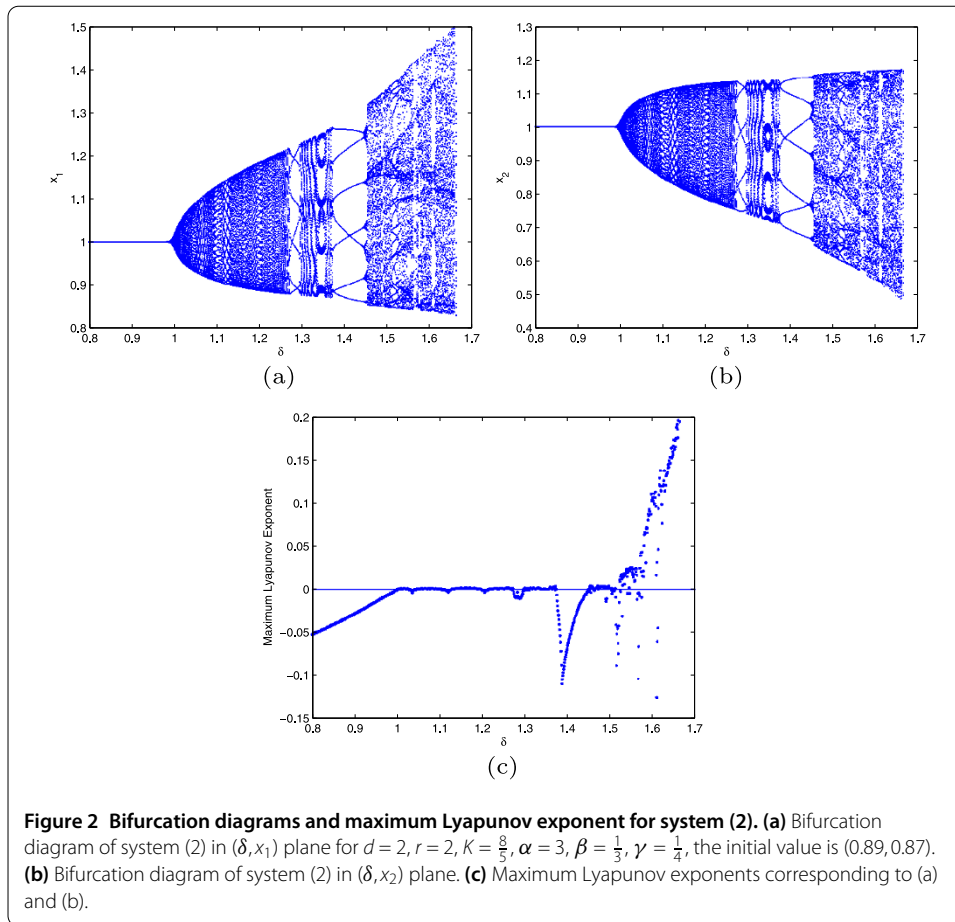 1.5
1.4
1.3
1.2
1.1
1
0.9
0.8
x₁
0.8 0.9 1 1.1 1.2 1.3 1.4 1.5 1.6 1.7
δ
(a)
1.3
1.2
1.1
1
0.9
0.8
0.7
0.6
0.5
0.4
x₂
0.8 0.9 1 1.1 1.2 1.3 1.4 1.5 1.6 1.7
δ
(b)
0.2
0.15
0.1
0.05
0
−0.05
−0.1
−0.15
Maximum Lyapunov Exponent
0.8 0.9 1 1.1 1.2 1.3 1.4 1.5 1.6 1.7
δ
(c)
Figure 2 Bifurcation diagrams and maximum Lyapunov exponent for system (2). (a) Bifurcation
diagram of system (2) in (δ, x₁) plane for d = 2, r = 2, K = 8/5, α = 3, β = 1/3, γ = 1/4, the initial value is (0.89, 0.87).
(b) Bifurcation diagram of system (2) in (δ, x₂) plane. (c) Maximum Lyapunov exponents corresponding to (a)
and (b).